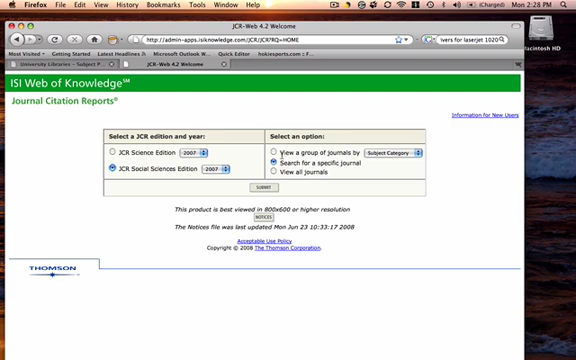 Firefox File Edit View History Bookmarks Tools Window Help (Charged) Mon 2:28 PM
JCR-Web 4.2 Welcome
http://admin-apps.isiknowledge.com/JCR/JCR?RQ=HOME
ivers for laserjet 1020
Most Visited Getting Started Latest Headlines Microsoft Outlook W... Quick Editor hokiesports.com :: F...
University Libraries - Subject P... JCR-Web 4.2 Welcome
Macintosh HD
ISI Web of Knowledge℠
Journal Citation Reports®
Information for New Users
Select a JCR edition and year: Select an option:
JCR Science Edition 2007 View a group of journals by Subject Category
JCR Social Sciences Edition 2007 Search for a specific journal
View all journals
SUBMIT
This product is best viewed in 800x600 or higher resolution
NOTICES
The Notices file was last updated Mon Jun 23 10:33:17 2008
Acceptable Use Policy
Copyright © 2008 The Thomson Corporation.
THOMSON